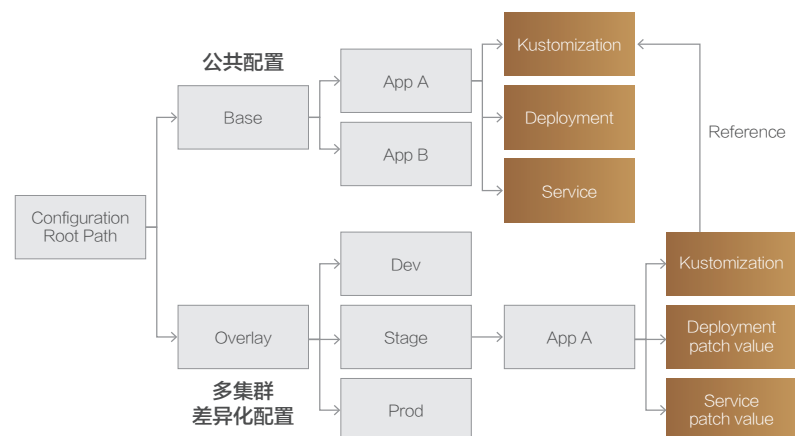 公共配置
Base
App A
App B
Kustomization
Deployment
Service
Reference
Configuration
Root Path
Overlay
多集群
差异化配置
Dev
Stage
Prod
App A
Kustomization
Deployment
patch value
Service
patch value